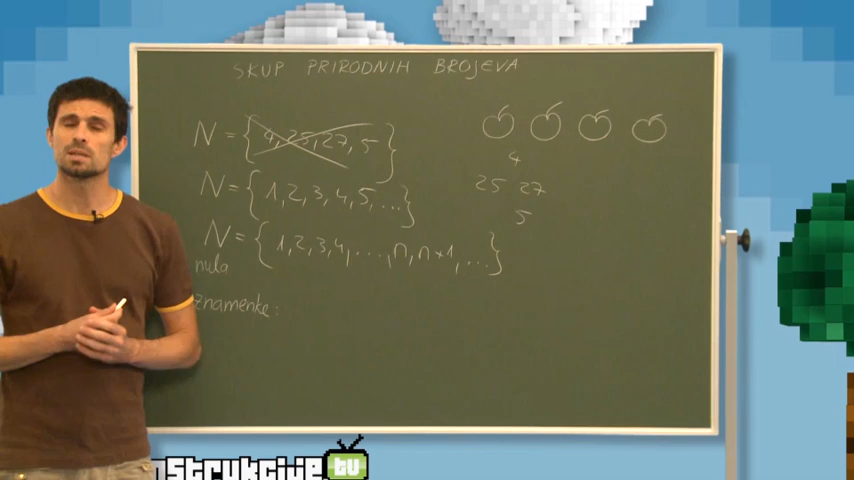 SKUP PRIRODNIH BROJEVA
N = {4, 25, 27, 5}
N = {1, 2, 3, 4, 5, ...}
N = {1, 2, 3, 4, ..., n, n+1, ...}
nula
znamenke:
4
25 27
5
nstrukcije.tv